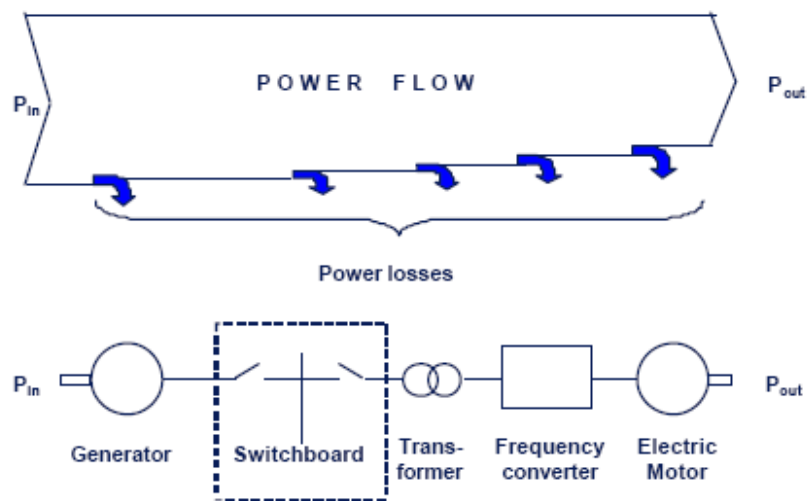 POWER FLOW
Pin
Pout
Power losses
Pin
Pout
Generator
Switchboard
Trans-
former
Frequency
converter
Electric
Motor